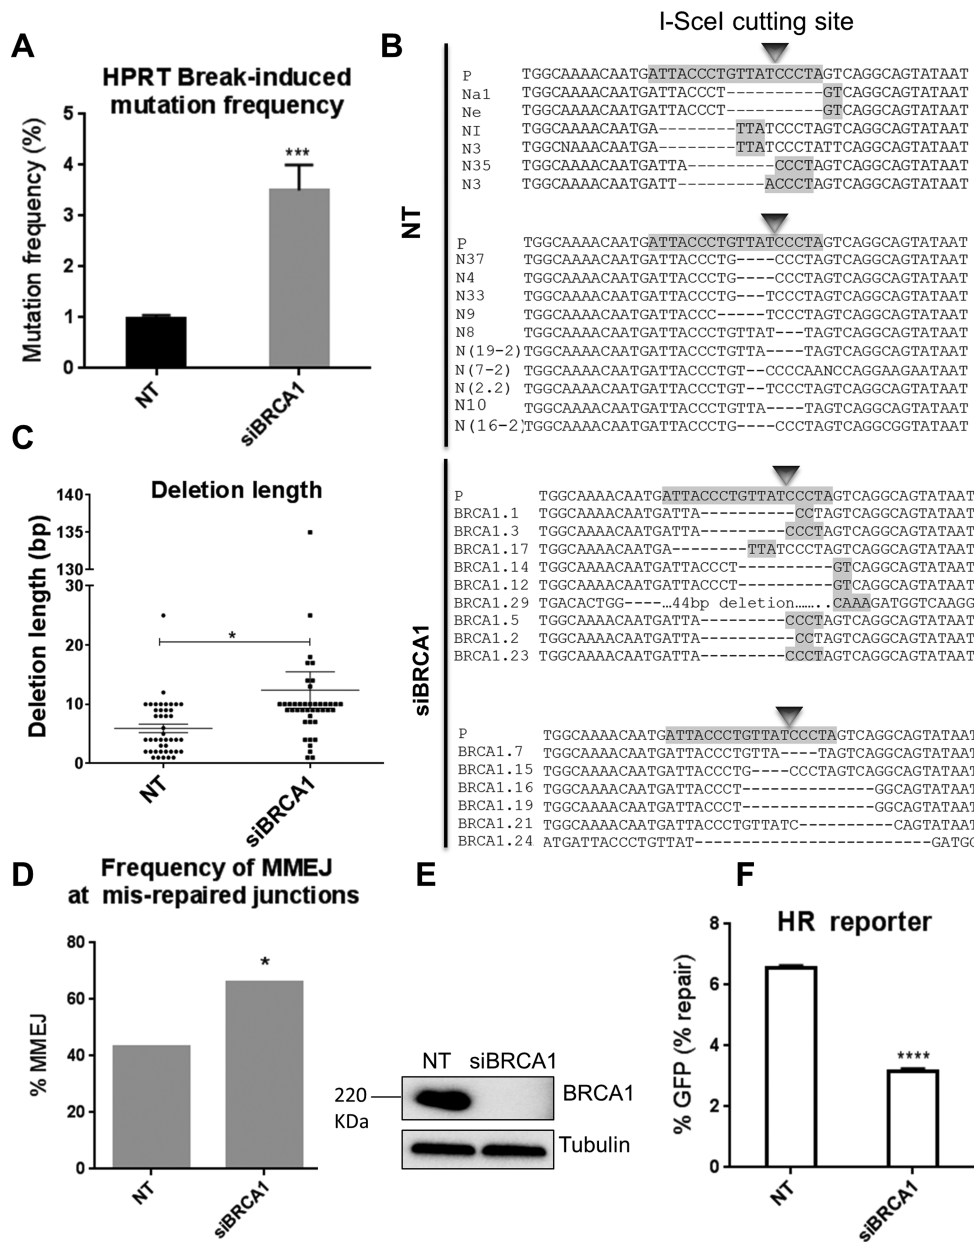 A
HPRT Break-induced
mutation frequency
Mutation frequency (%)
5
4
3
2
1
0
***
NT
siBRCA1
B
I-SceI cutting site
NT
P TGGCAAAACAATGATTACCCTGTTATCCCTAGTCAGGCAGTATAAT
Na1 TGGCAAAACAATGATTACCCT----------GTCAGGCAGTATAAT
Ne TGGCAAAACAATGATTACCCT----------GTCAGGCAGTATAAT
NI TGGCAAAACAATGA--------TTATCCCTAGTCAGGCAGTATAAT
N3 TGGCNAAACAATGA--------TTATCCCTATTCAGGCAGTATAAT
N35 TGGCAAAACAATGATTA---------CCCTAGTCAGGCAGTATAAT
N3 TGGCAAAACAATGATT---------ACCCTAGTCAGGCAGTATAAT
P TGGCAAAACAATGATTACCCTGTTATCCCTAGTCAGGCAGTATAAT
N37 TGGCAAAACAATGATTACCCTG----CCCTAGTCAGGCAGTATAAT
N4 TGGCAAAACAATGATTACCCTG----CCCTAGTCAGGCAGTATAAT
N33 TGGCAAAACAATGATTACCCTG---TCCCTAGTCAGGCAGTATAAT
N9 TGGCAAAACAATGATTACCC-----TCCCTAGTCAGGCAGTATAAT
N8 TGGCAAAACAATGATTACCCTGTTAT---TAGTCAGGCAGTATAAT
N(19-2) TGGCAAAACAATGATTACCCTGTTA----TAGTCAGGCAGTATAAT
N(7-2) TGGCAAAACAATGATTACCCTGT--CCCCAANCCAGGAAGAATAAT
N(2.2) TGGCAAAACAATGATTACCCTGT--TCCCTAGTCAGGCAGTATAAT
N10 TGGCAAAACAATGATTACCCTGTTA----TAGTCAGGCAGTATAAT
N(16-2) TGGCAAAACAATGATTACCCTG----CCCTAGTCAGGCGGTATAAT
siBRCA1
P TGGCAAAACAATGATTACCCTGTTATCCCTAGTCAGGCAGTATAAT
BRCA1.1 TGGCAAAACAATGATTA----------CCTAGTCAGGCAGTATAAT
BRCA1.3 TGGCAAAACAATGATTA---------CCCTAGTCAGGCAGTATAAT
BRCA1.17 TGGCAAAACAATGA--------TTATCCCTAGTCAGGCAGTATAAT
BRCA1.14 TGGCAAAACAATGATTACCCT----------GTCAGGCAGTATAAT
BRCA1.12 TGGCAAAACAATGATTACCCT----------GTCAGGCAGTATAAT
BRCA1.29 TGACACTGG----…44bp deletion……..CAAAGATGGTCAAGG
BRCA1.5 TGGCAAAACAATGATTA---------CCCTAGTCAGGCAGTATAAT
BRCA1.2 TGGCAAAACAATGATTA----------CCTAGTCAGGCAGTATAAT
BRCA1.23 TGGCAAAACAATGATTA---------CCCTAGTCAGGCAGTATAAT
P TGGCAAAACAATGATTACCCTGTTATCCCTAGTCAGGCAGTATAAT
BRCA1.7 TGGCAAAACAATGATTACCCTGTTA----TAGTCAGGCAGTATAAT
BRCA1.15 TGGCAAAACAATGATTACCCTG----CCCTAGTCAGGCAGTATAAT
BRCA1.16 TGGCAAAACAATGATTACCCT--------------GGCAGTATAAT
BRCA1.19 TGGCAAAACAATGATTACCCT--------------GGCAGTATAAT
BRCA1.21 TGGCAAAACAATGATTACCCTGTTATC----------CAGTATAAT
BRCA1.24 ATGATTACCCTGTTAT-------------------------GATGG
C
Deletion length
Deletion length (bp)
140
135
130
30
20
10
0
*
NT
siBRCA1
D
Frequency of MMEJ
at mis-repaired junctions
% MMEJ
80
60
40
20
0
*
NT
siBRCA1
E
NT siBRCA1
220
KDa
BRCA1
Tubulin
F
HR reporter
% GFP (% repair)
8
6
4
2
0
****
NT
siBRCA1